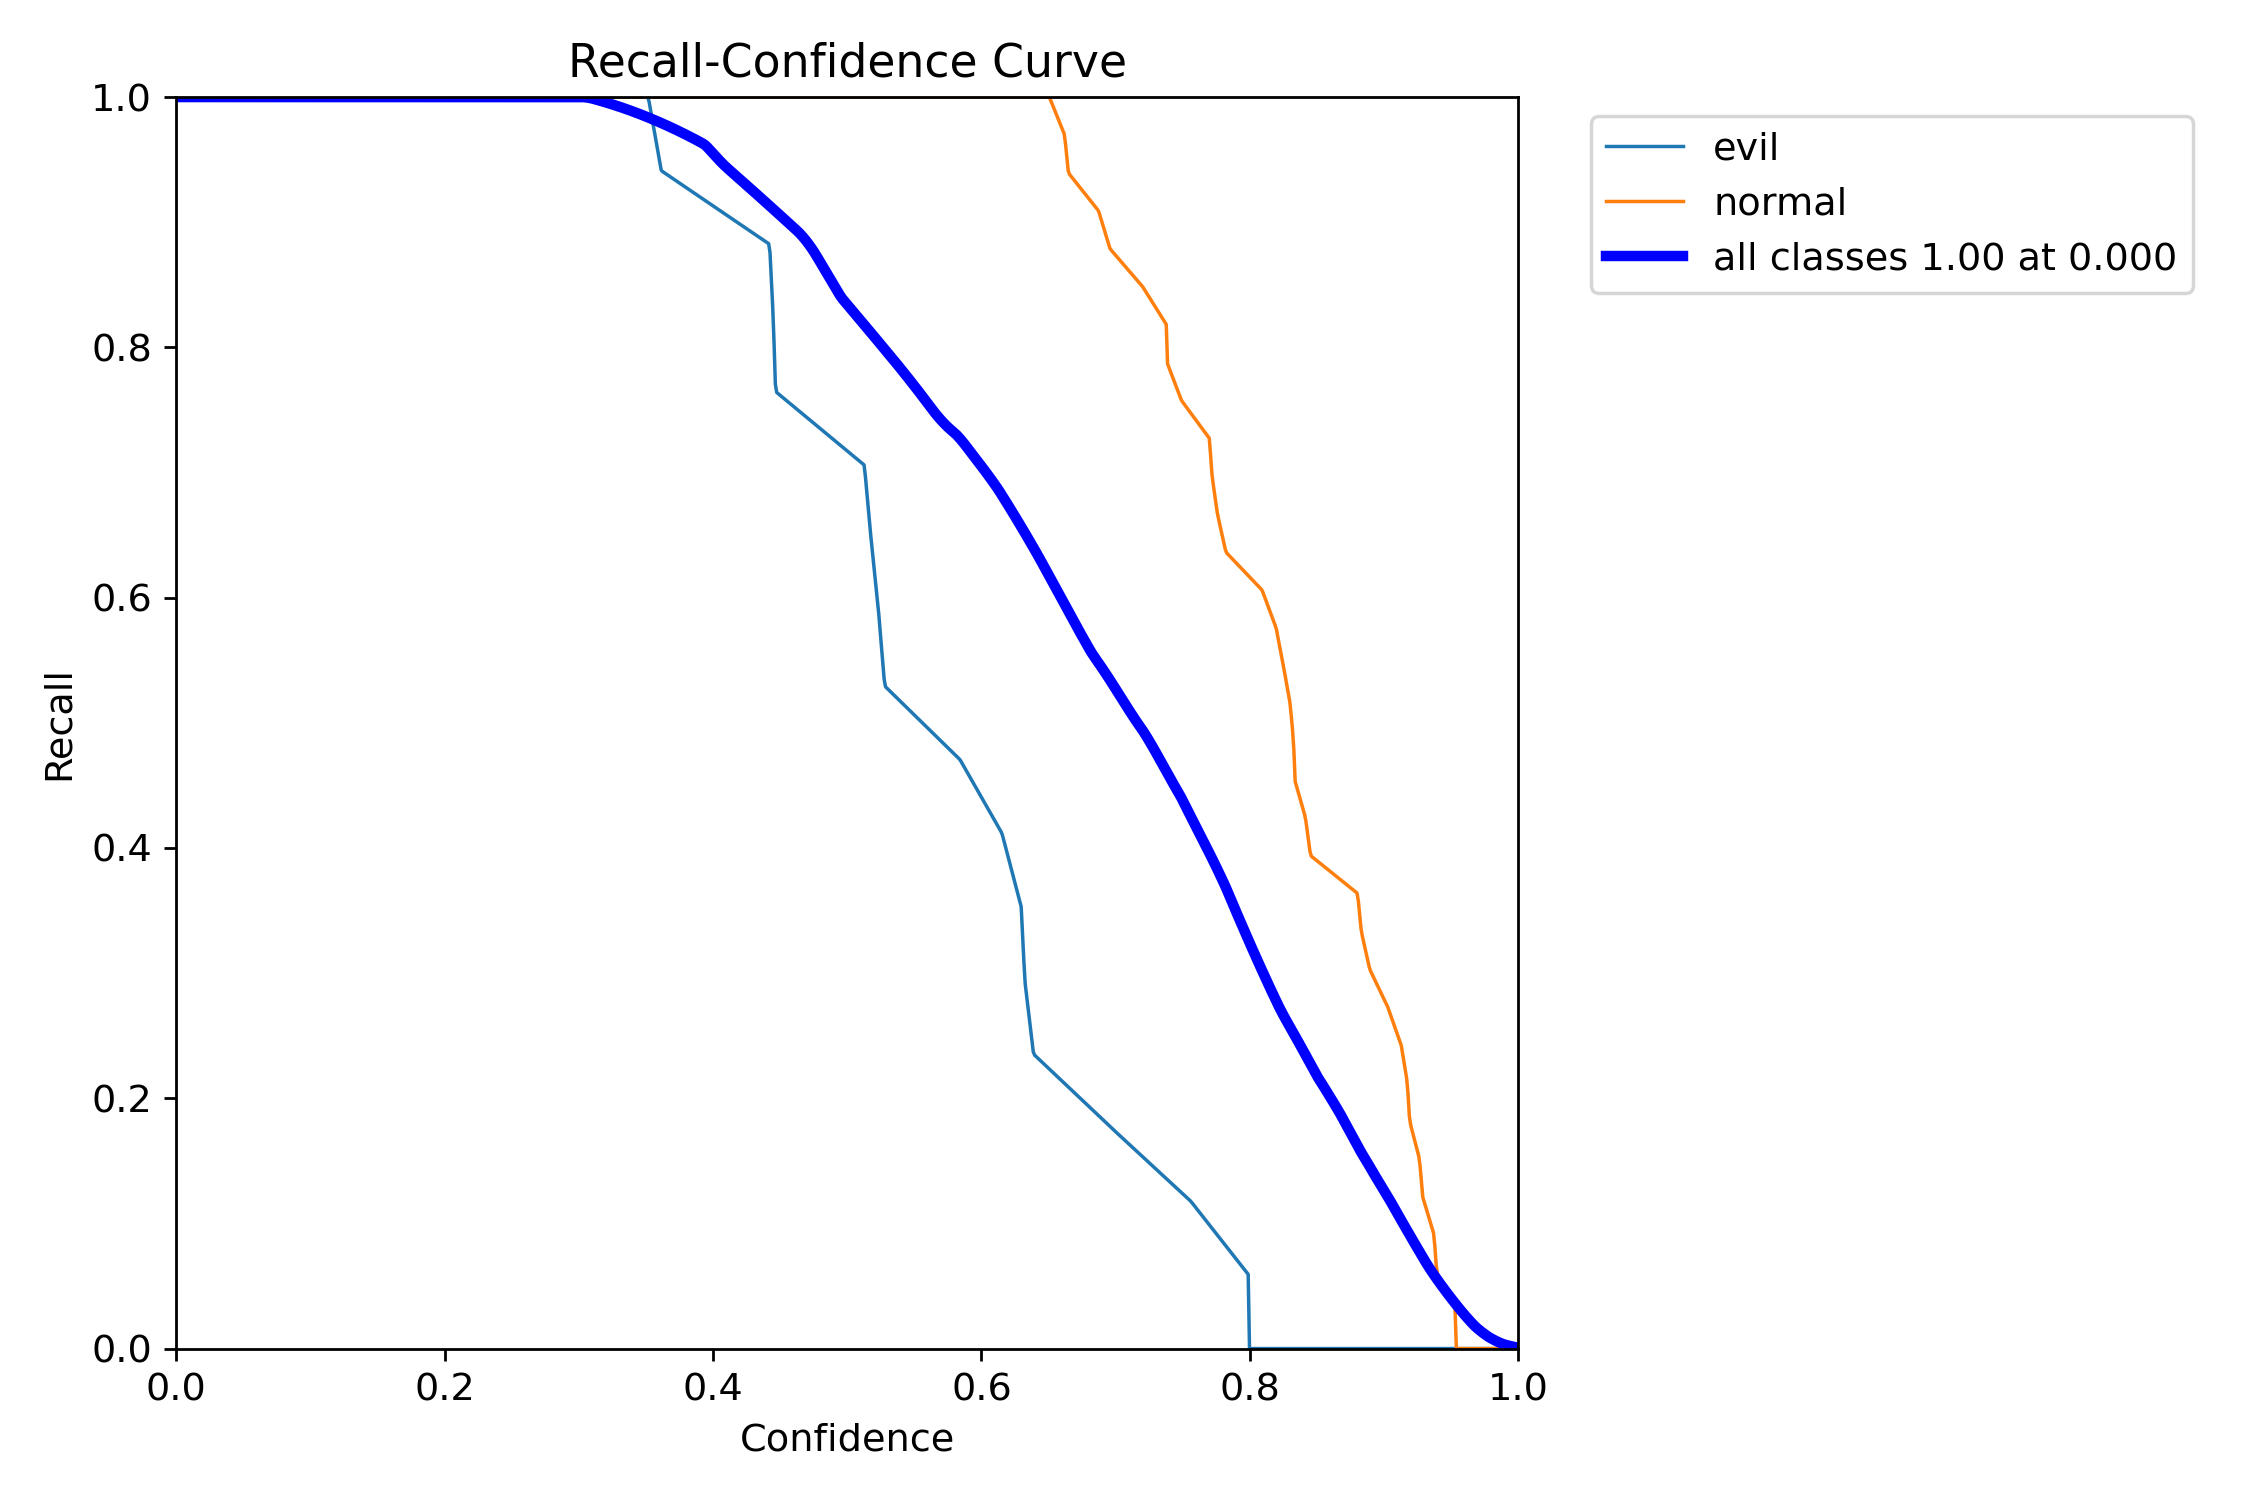 Recall-Confidence Curve
1.0
0.8
0.6
0.4
0.2
0.0
Recall
0.0 0.2 0.4 0.6 0.8 1.0
Confidence
evil
normal
all classes 1.00 at 0.000